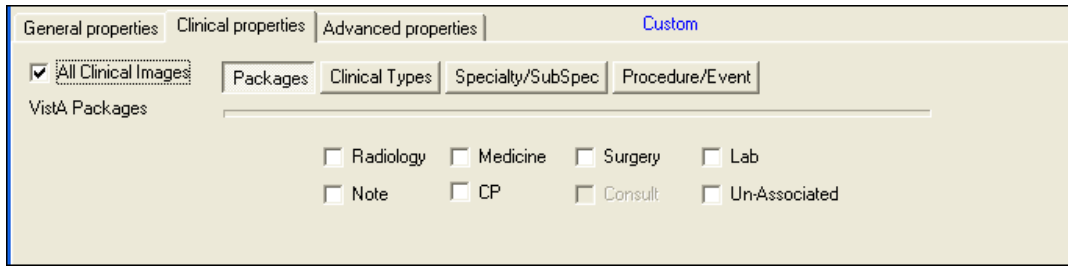 General properties Clinical properties Advanced properties Custom
All Clinical Images Packages Clinical Types Specialty/SubSpec Procedure/Event
VistA Packages
Radiology Medicine Surgery Lab
Note CP Consult Un-Associated